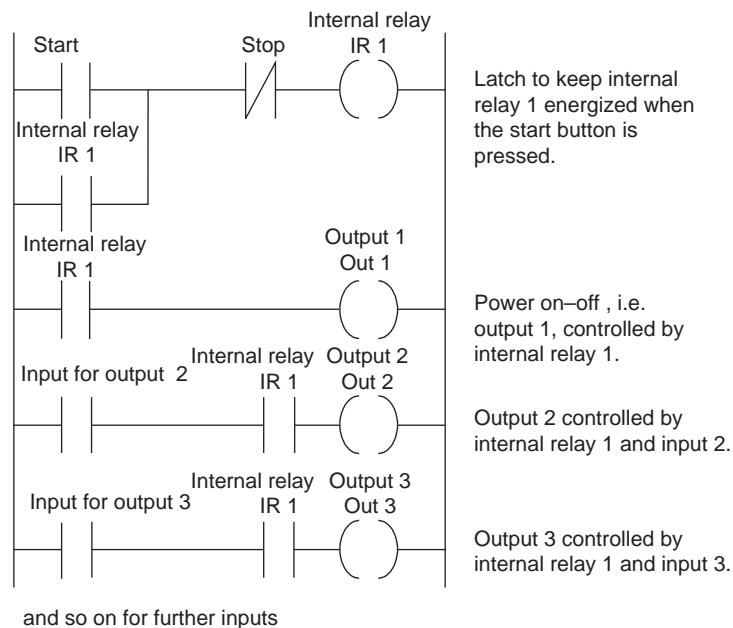 Internal relay
IR 1
Start
Stop
Latch to keep internal
relay 1 energized when
the start button is
pressed.
Internal relay
IR 1
Internal relay
IR 1
Output 1
Out 1
Power on–off , i.e.
output 1, controlled by
internal relay 1.
Input for output 2
Internal relay
IR 1
Output 2
Out 2
Output 2 controlled by
internal relay 1 and input 2.
Input for output 3
Internal relay
IR 1
Output 3
Out 3
Output 3 controlled by
internal relay 1 and input 3.
and so on for further inputs